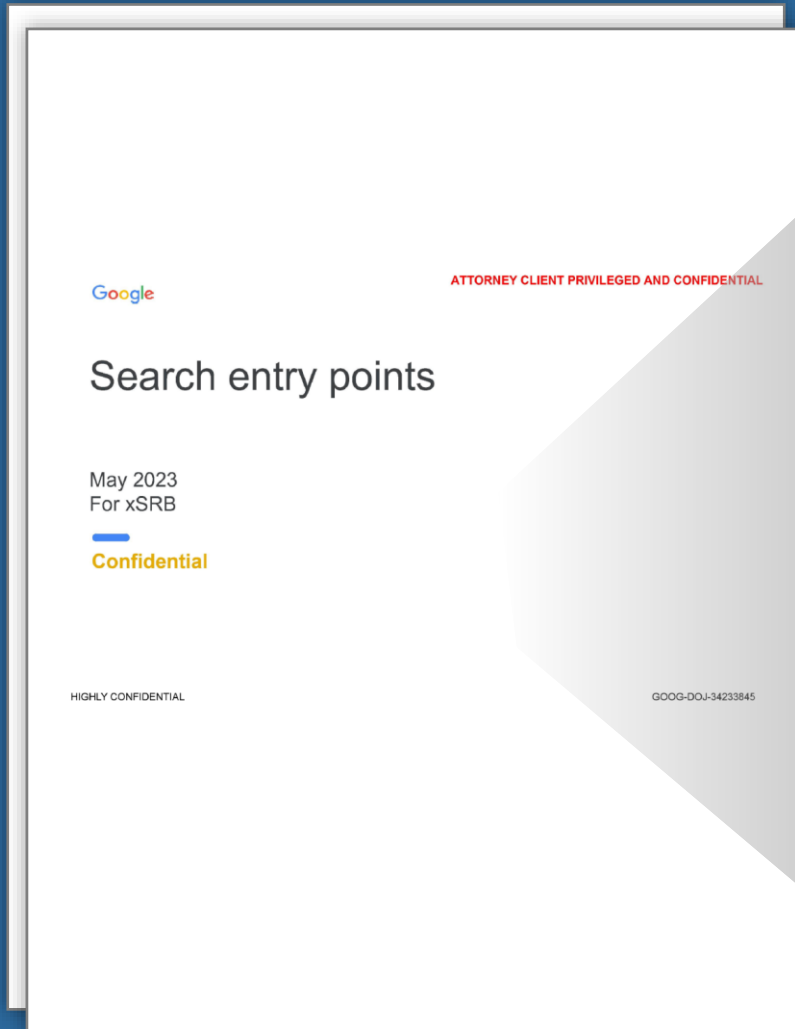 Google
ATTORNEY CLIENT PRIVILEGED AND CONFIDENTIAL
Search entry points
May 2023
For xSRB
Confidential
HIGHLY CONFIDENTIAL
GOOG-DOJ-34233845